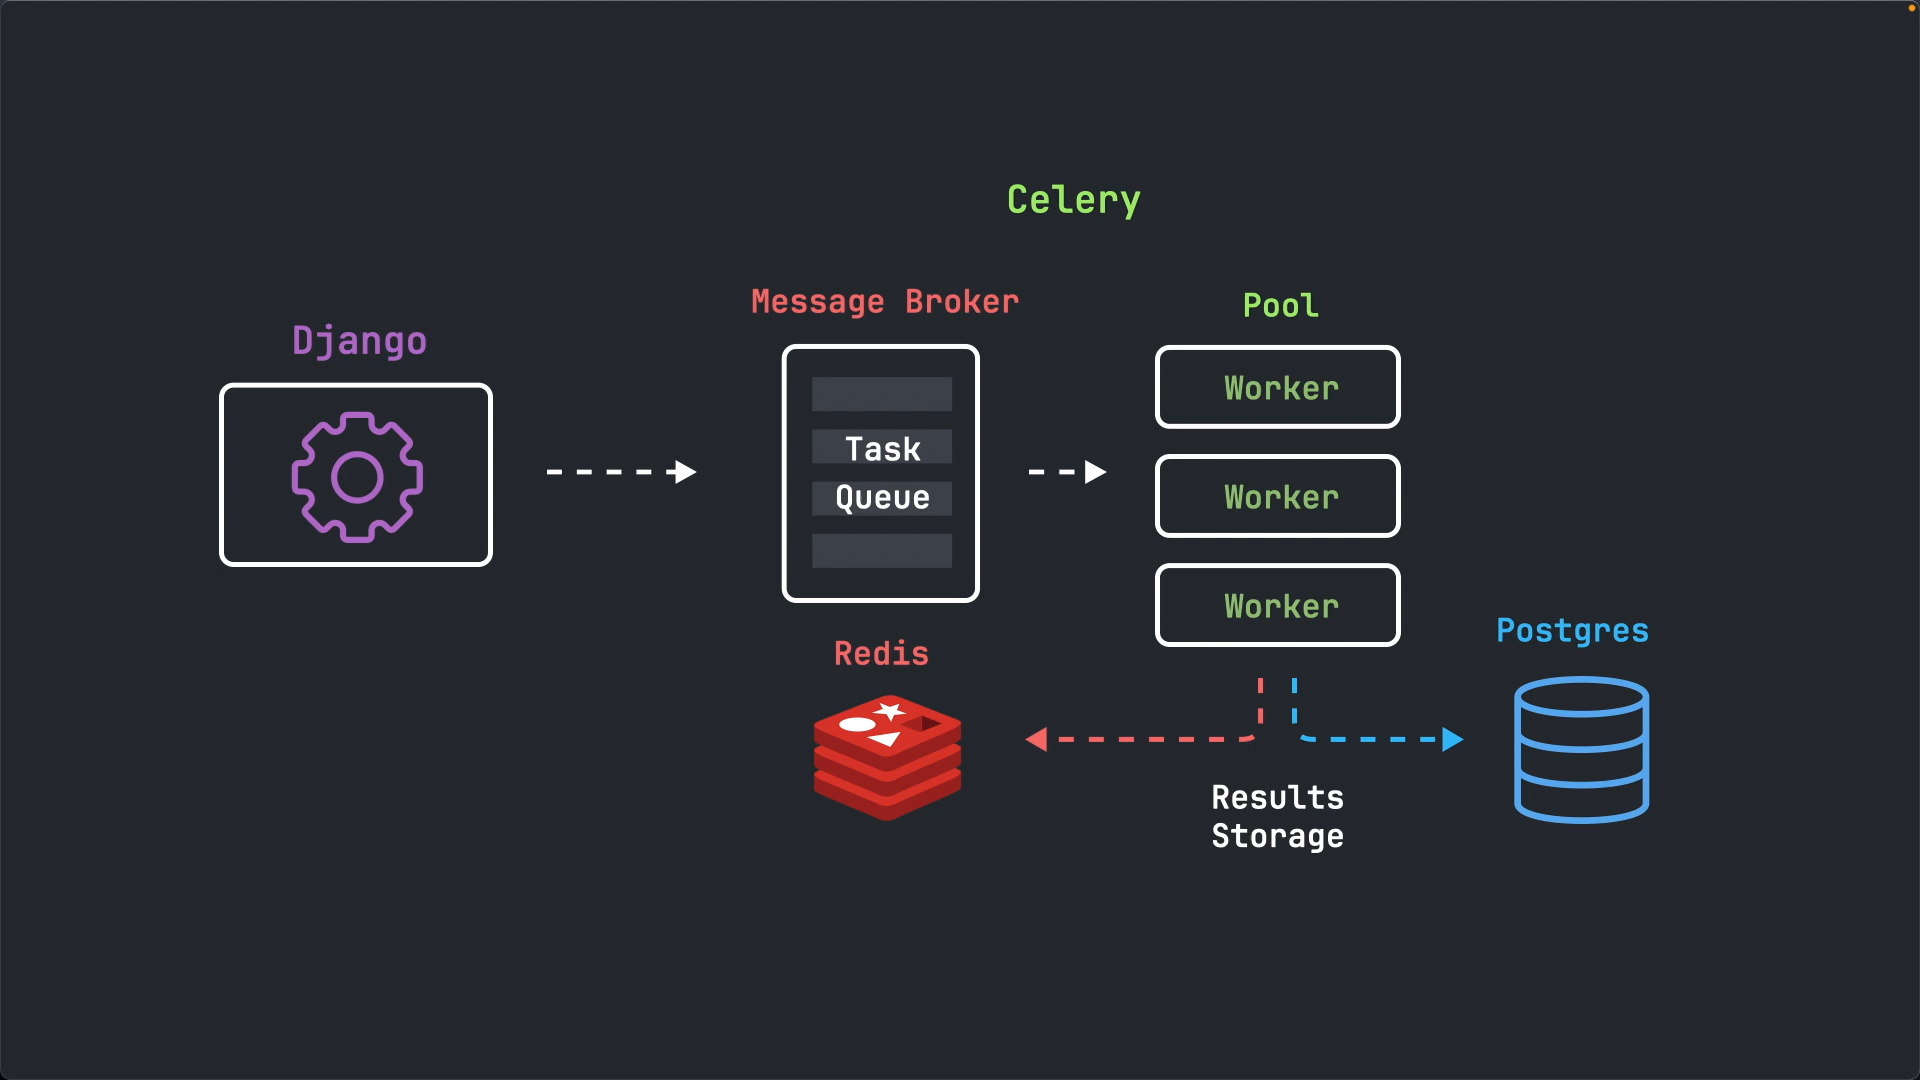 Celery
Django
Message Broker
Task
Queue
Redis
Pool
Worker
Worker
Worker
Postgres
Results
Storage